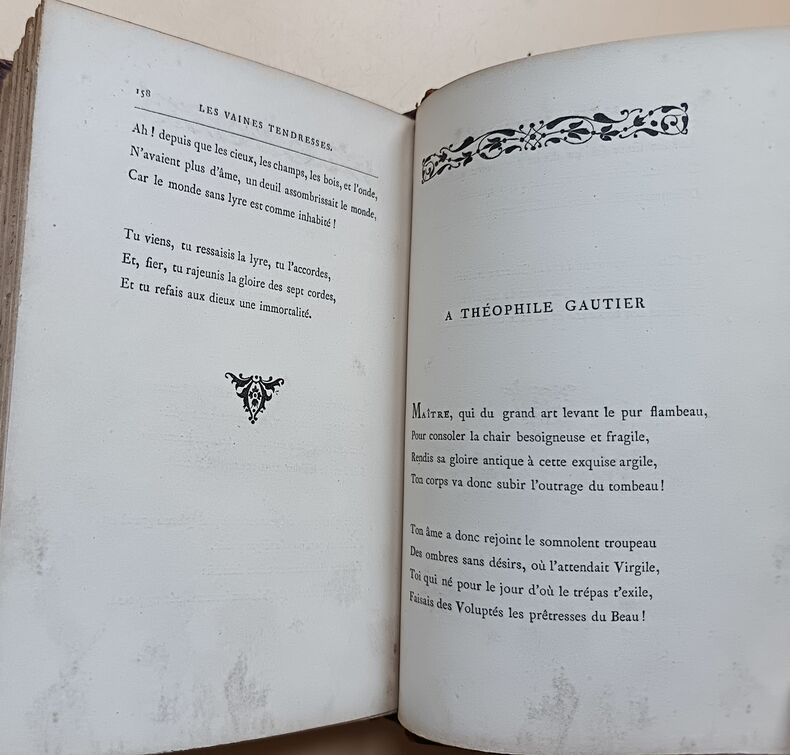 158
LES VAINES TENDRESSES.
Ah ! depuis que les cieux, les champs, les bois, et l'onde,
N'avaient plus d'âme, un deuil assombrissait le monde,
Car le monde sans lyre est comme inhabité !
Tu viens, tu ressaisis la lyre, tu l'accordes,
Et, fier, tu rajeunis la gloire des sept cordes,
Et tu refais aux dieux une immortalité.
A THÉOPHILE GAUTIER
MAÎTRE, qui du grand art levant le pur flambeau,
Pour consoler la chair besoigneuse et fragile,
Rendis sa gloire antique à cette exquise argile,
Ton corps va donc subir l'outrage du tombeau !
Ton âme a donc rejoint le somnolent troupeau
Des ombres sans désirs, où l'attendait Virgile,
Toi qui né pour le jour d'où le trépas t'exile,
Faisais des Voluptés les prêtresses du Beau !